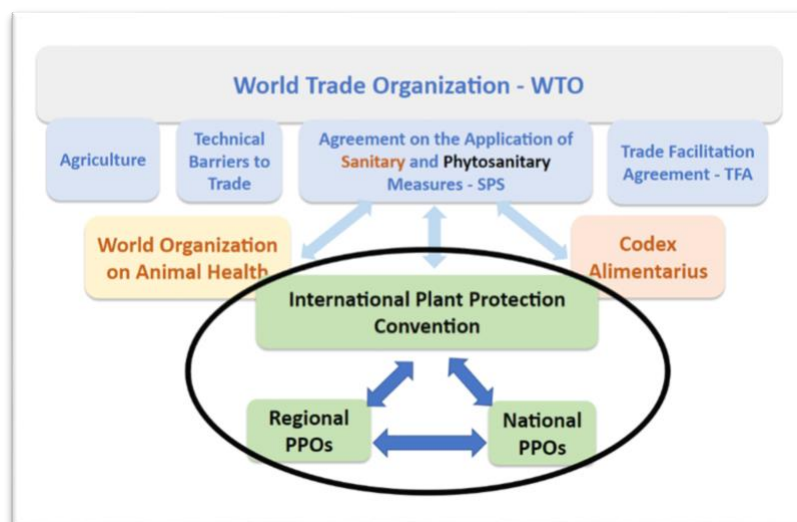 World Trade Organization - WTO
Agriculture
Technical
Barriers to
Trade
Agreement on the Application of
Sanitary and Phytosanitary
Measures - SPS
Trade Facilitation
Agreement - TFA
World Organization
on Animal Health
Codex
Alimentarius
International Plant Protection
Convention
Regional
PPOs
National
PPOs